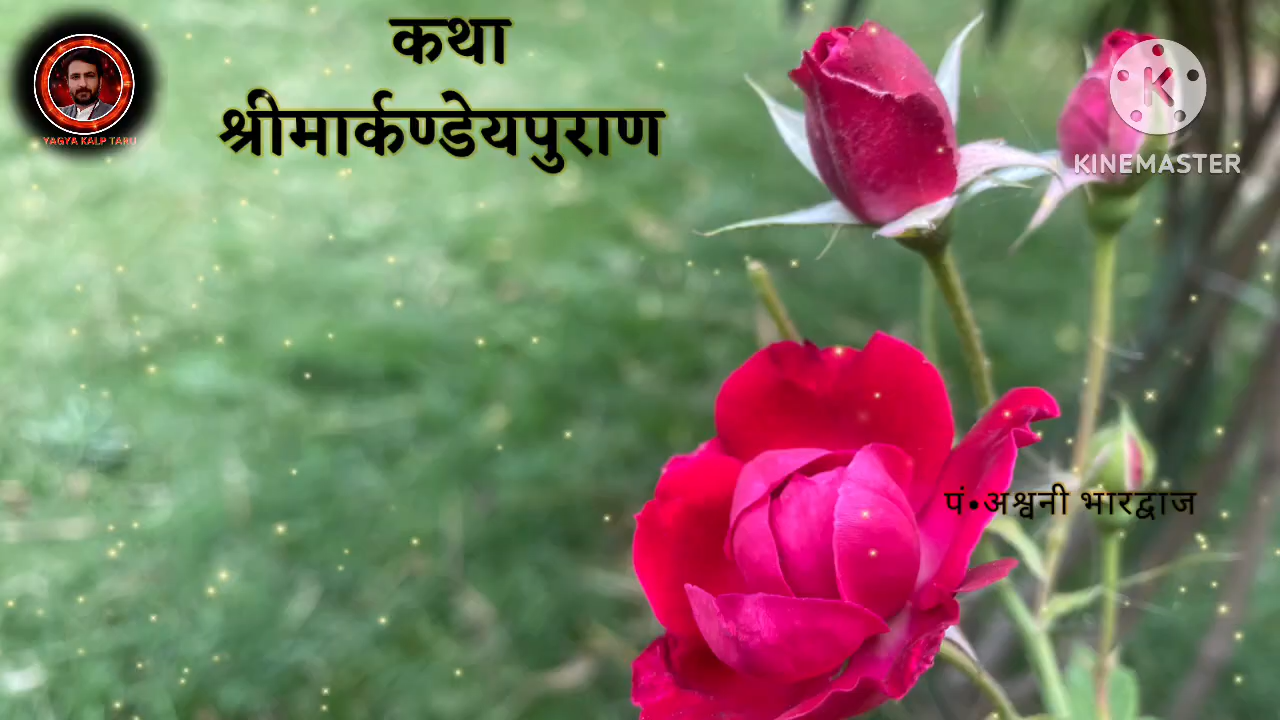 कथा
श्रीमार्कण्डेयपुराण
YAGYA KALP TARU
KINEMASTER
पं•अश्वनी भारद्वाज